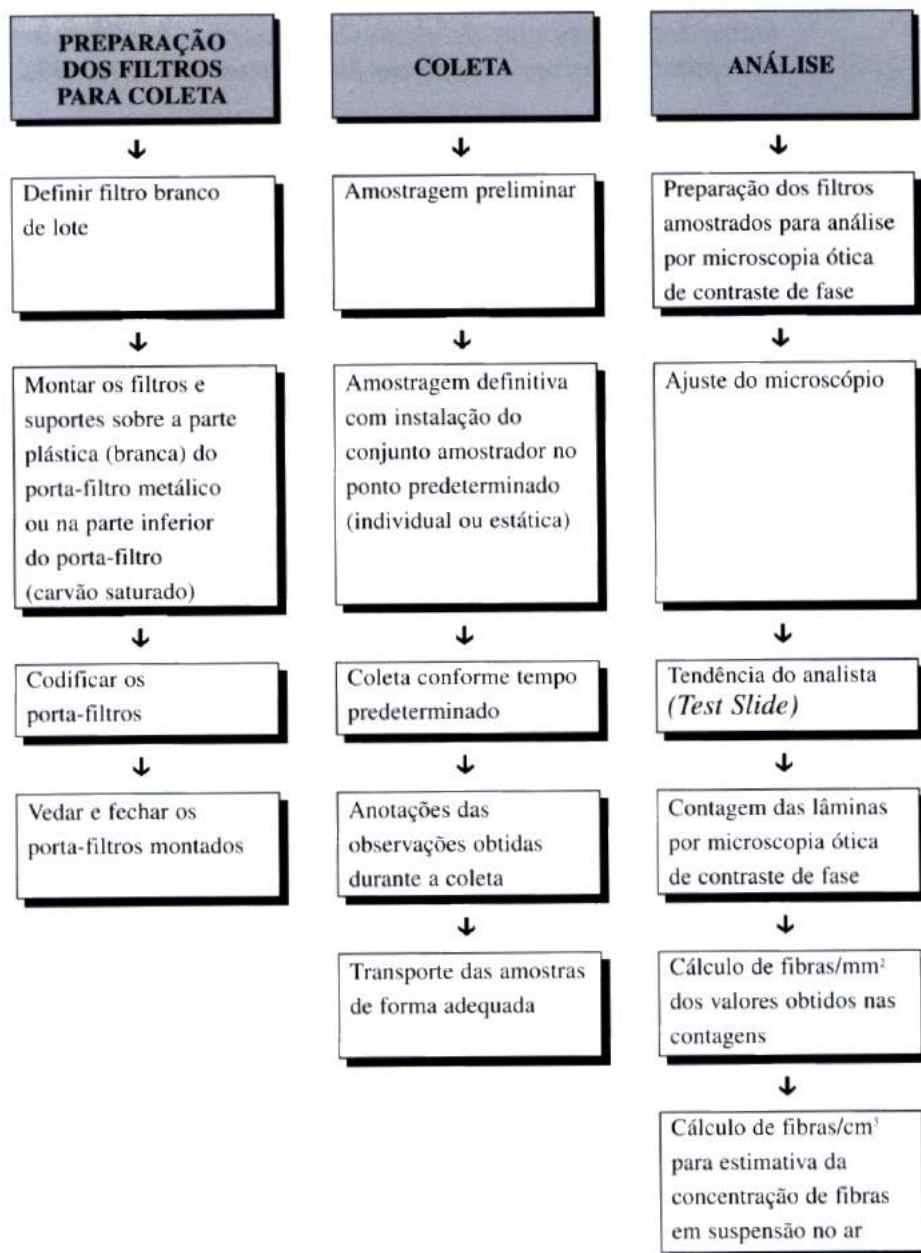 PREPARAÇÃO
DOS FILTROS
PARA COLETA
Definir filtro branco
de lote
Montar os filtros e
suportes sobre a parte
plástica (branca) do
porta-filtro metálico
ou na parte inferior
do porta-filtro
(carvão saturado)
Codificar os
porta-filtros
Vedar e fechar os
porta-filtros montados
COLETA
Amostragem preliminar
Amostragem definitiva
com instalação do
conjunto amostrador no
ponto predeterminado
(individual ou estática)
Coleta conforme tempo
predeterminado
Anotações das
observações obtidas
durante a coleta
Transporte das amostras
de forma adequada
ANÁLISE
Preparação dos filtros
amostrados para análise
por microscopia ótica
de contraste de fase
Ajuste do microscópio
Tendência do analista
(Test Slide)
Contagem das lâminas
por microscopia ótica
de contraste de fase
Cálculo de fibras/mm²
dos valores obtidos nas
contagens
Cálculo de fibras/cm³
para estimativa da
concentração de fibras
em suspensão no ar